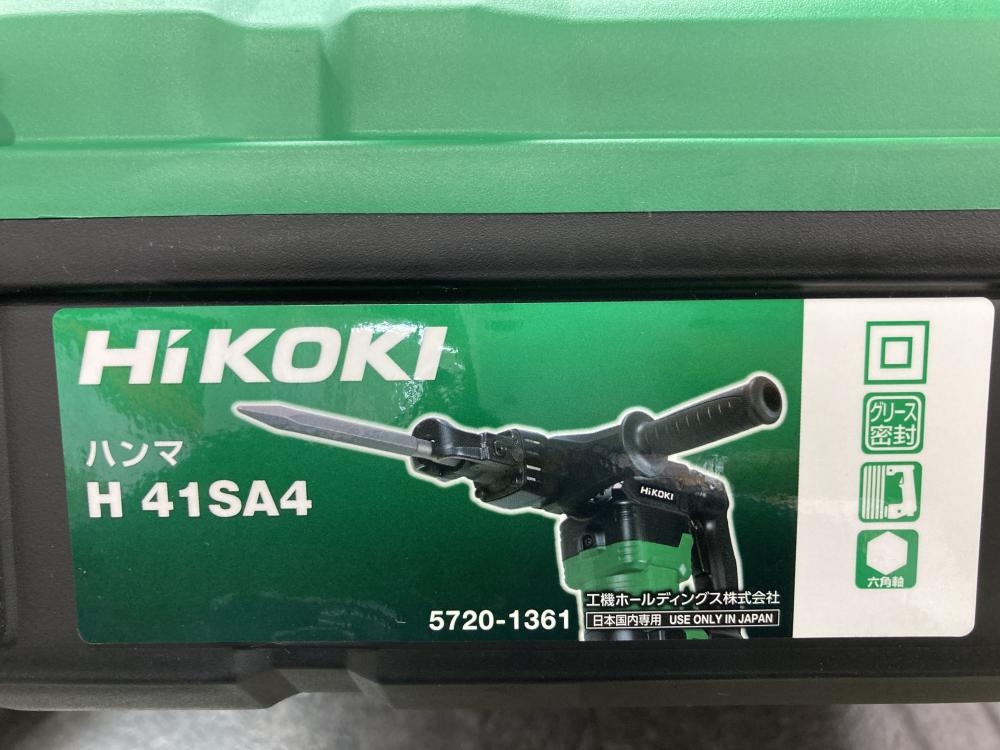 HiKOKI
ハンマ
H 41SA4
HiKOKI
5720-1361
工機ホールディングス株式会社
日本国内専用 USE ONLY IN JAPAN
グリース
密封
六角軸